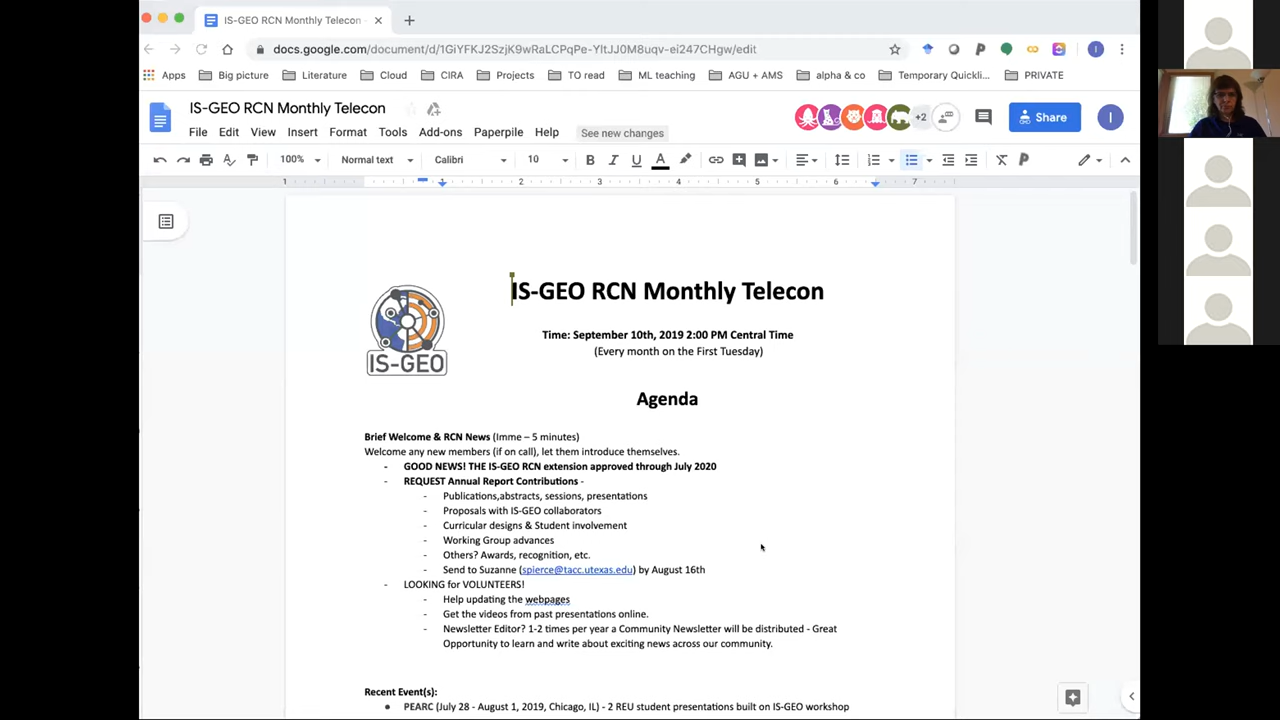 IS-GEO RCN Monthly Telecon -
docs.google.com/document/d/1GiYFKJ2SzjK9wRaLCPqPe-YltJJ0M8uqv-ei247CHgw/edit
Apps Big picture Literature Cloud CIRA Projects TO read ML teaching AGU + AMS alpha & co Temporary Quickli... PRIVATE
IS-GEO RCN Monthly Telecon
+2 Share I
File Edit View Insert Format Tools Add-ons Paperpile Help See new changes
100% Normal text Calibri 10 B I U A
1 1 2 3 4 5 6 7
IS-GEO
IS-GEO RCN Monthly Telecon
Time: September 10th, 2019 2:00 PM Central Time
(Every month on the First Tuesday)
Agenda
Brief Welcome & RCN News (Imme – 5 minutes)
Welcome any new members (if on call), let them introduce themselves.
- GOOD NEWS! THE IS-GEO RCN extension approved through July 2020
- REQUEST Annual Report Contributions -
- Publications,abstracts, sessions, presentations
- Proposals with IS-GEO collaborators
- Curricular designs & Student involvement
- Working Group advances
- Others? Awards, recognition, etc.
- Send to Suzanne (spierce@tacc.utexas.edu) by August 16th
- LOOKING for VOLUNTEERS!
- Help updating the webpages
- Get the videos from past presentations online.
- Newsletter Editor? 1-2 times per year a Community Newsletter will be distributed - Great
Opportunity to learn and write about exciting news across our community.
Recent Event(s):
● PEARC (July 28 - August 1, 2019, Chicago, IL) - 2 REU student presentations built on IS-GEO workshop